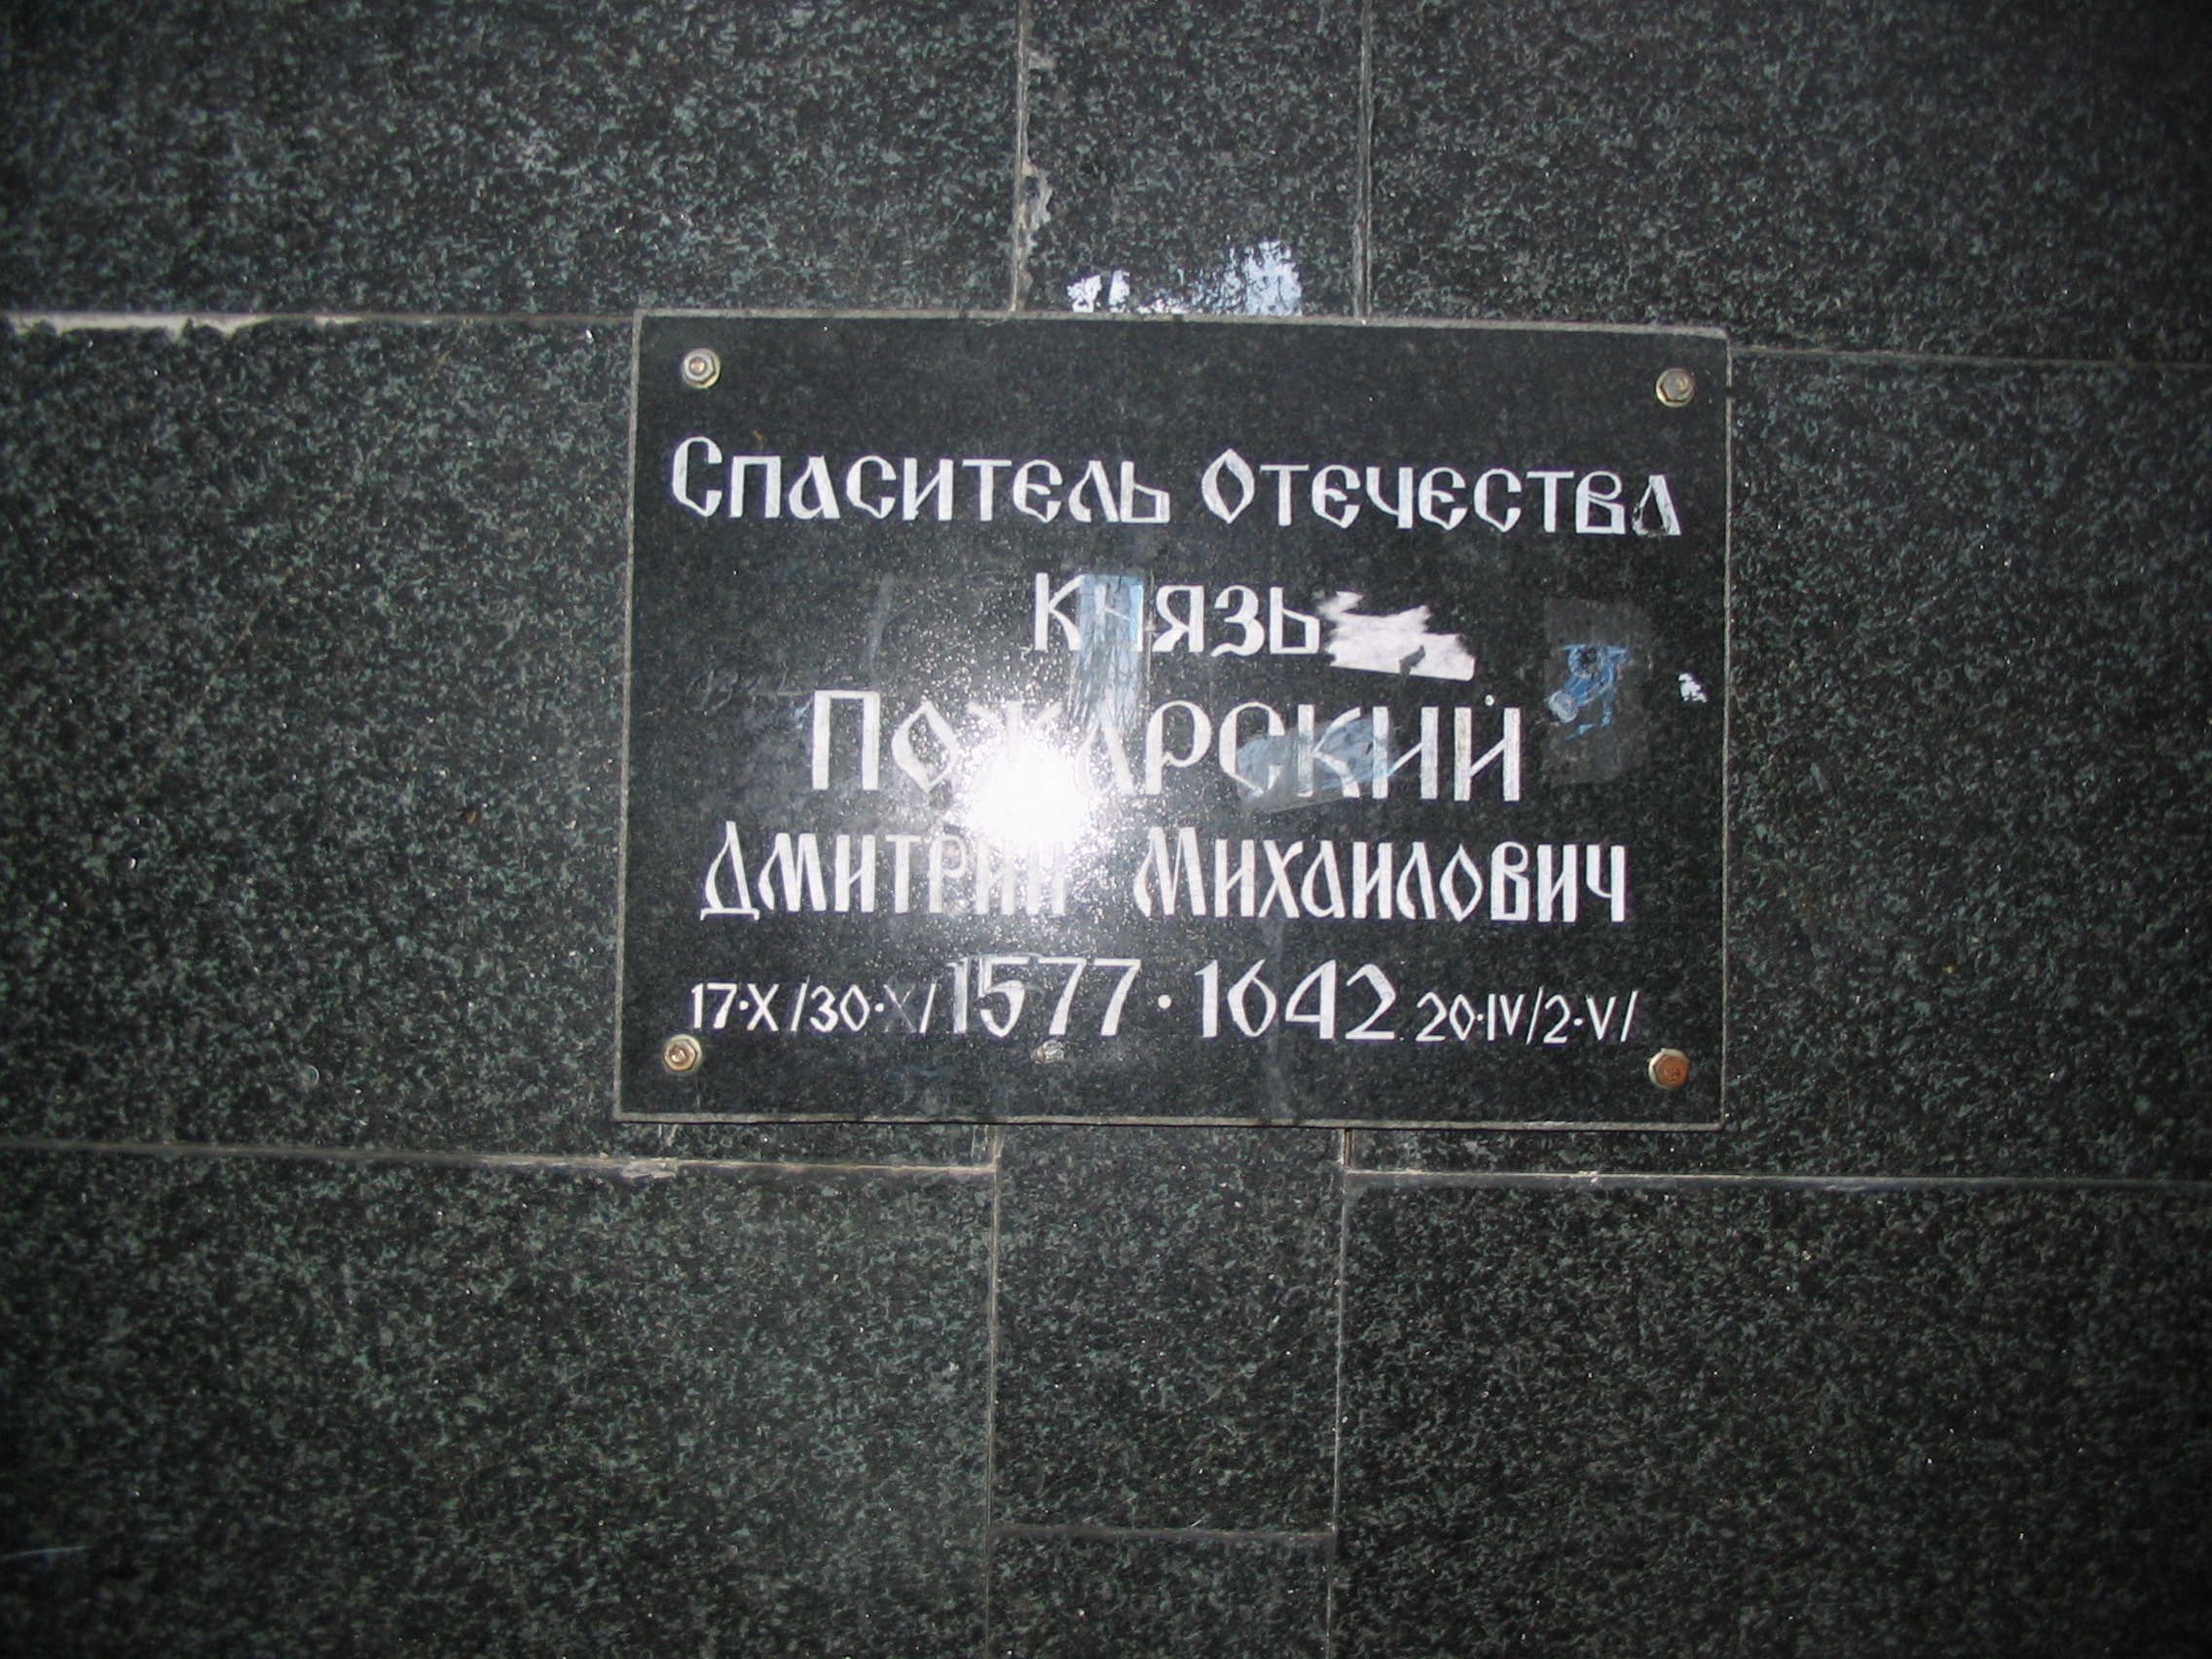 Спаситель Отечества
Князь
Пожарский
Дмитрий Михаилович
17·X/30·X/1577·1642 20·IV/2·V/